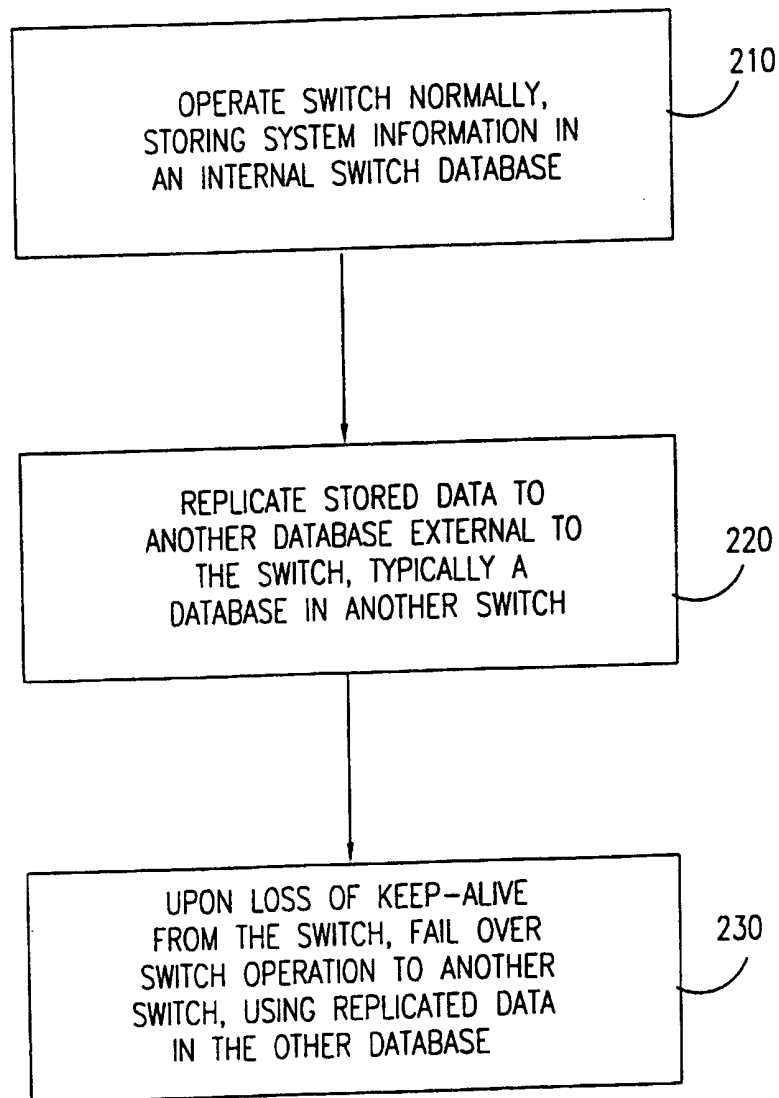 OPERATE SWITCH NORMALLY,
STORING SYSTEM INFORMATION IN
AN INTERNAL SWITCH DATABASE
210
REPLICATE STORED DATA TO
ANOTHER DATABASE EXTERNAL TO
THE SWITCH, TYPICALLY A
DATABASE IN ANOTHER SWITCH
220
UPON LOSS OF KEEP-ALIVE
FROM THE SWITCH, FAIL OVER
SWITCH OPERATION TO ANOTHER
SWITCH, USING REPLICATED DATA
IN THE OTHER DATABASE
230